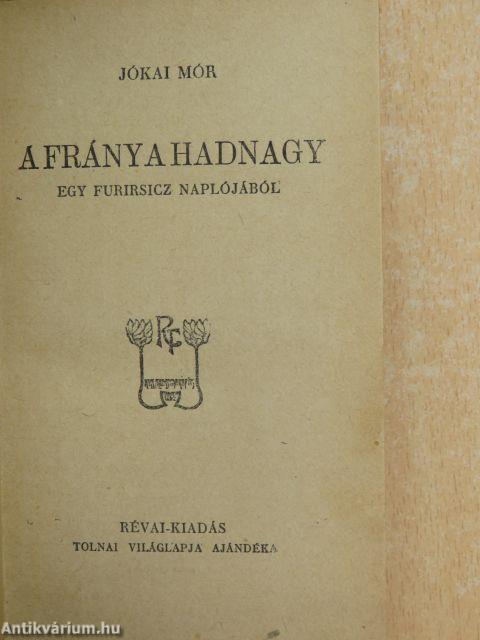 JÓKAI MÓR
A FRÁNYA HADNAGY
EGY FURIRSICZ NAPLÓJÁBÓL
RÉVAI-KIADÁS
TOLNAI VILÁGLAPJA AJÁNDÉKA
Antikvárium.hu